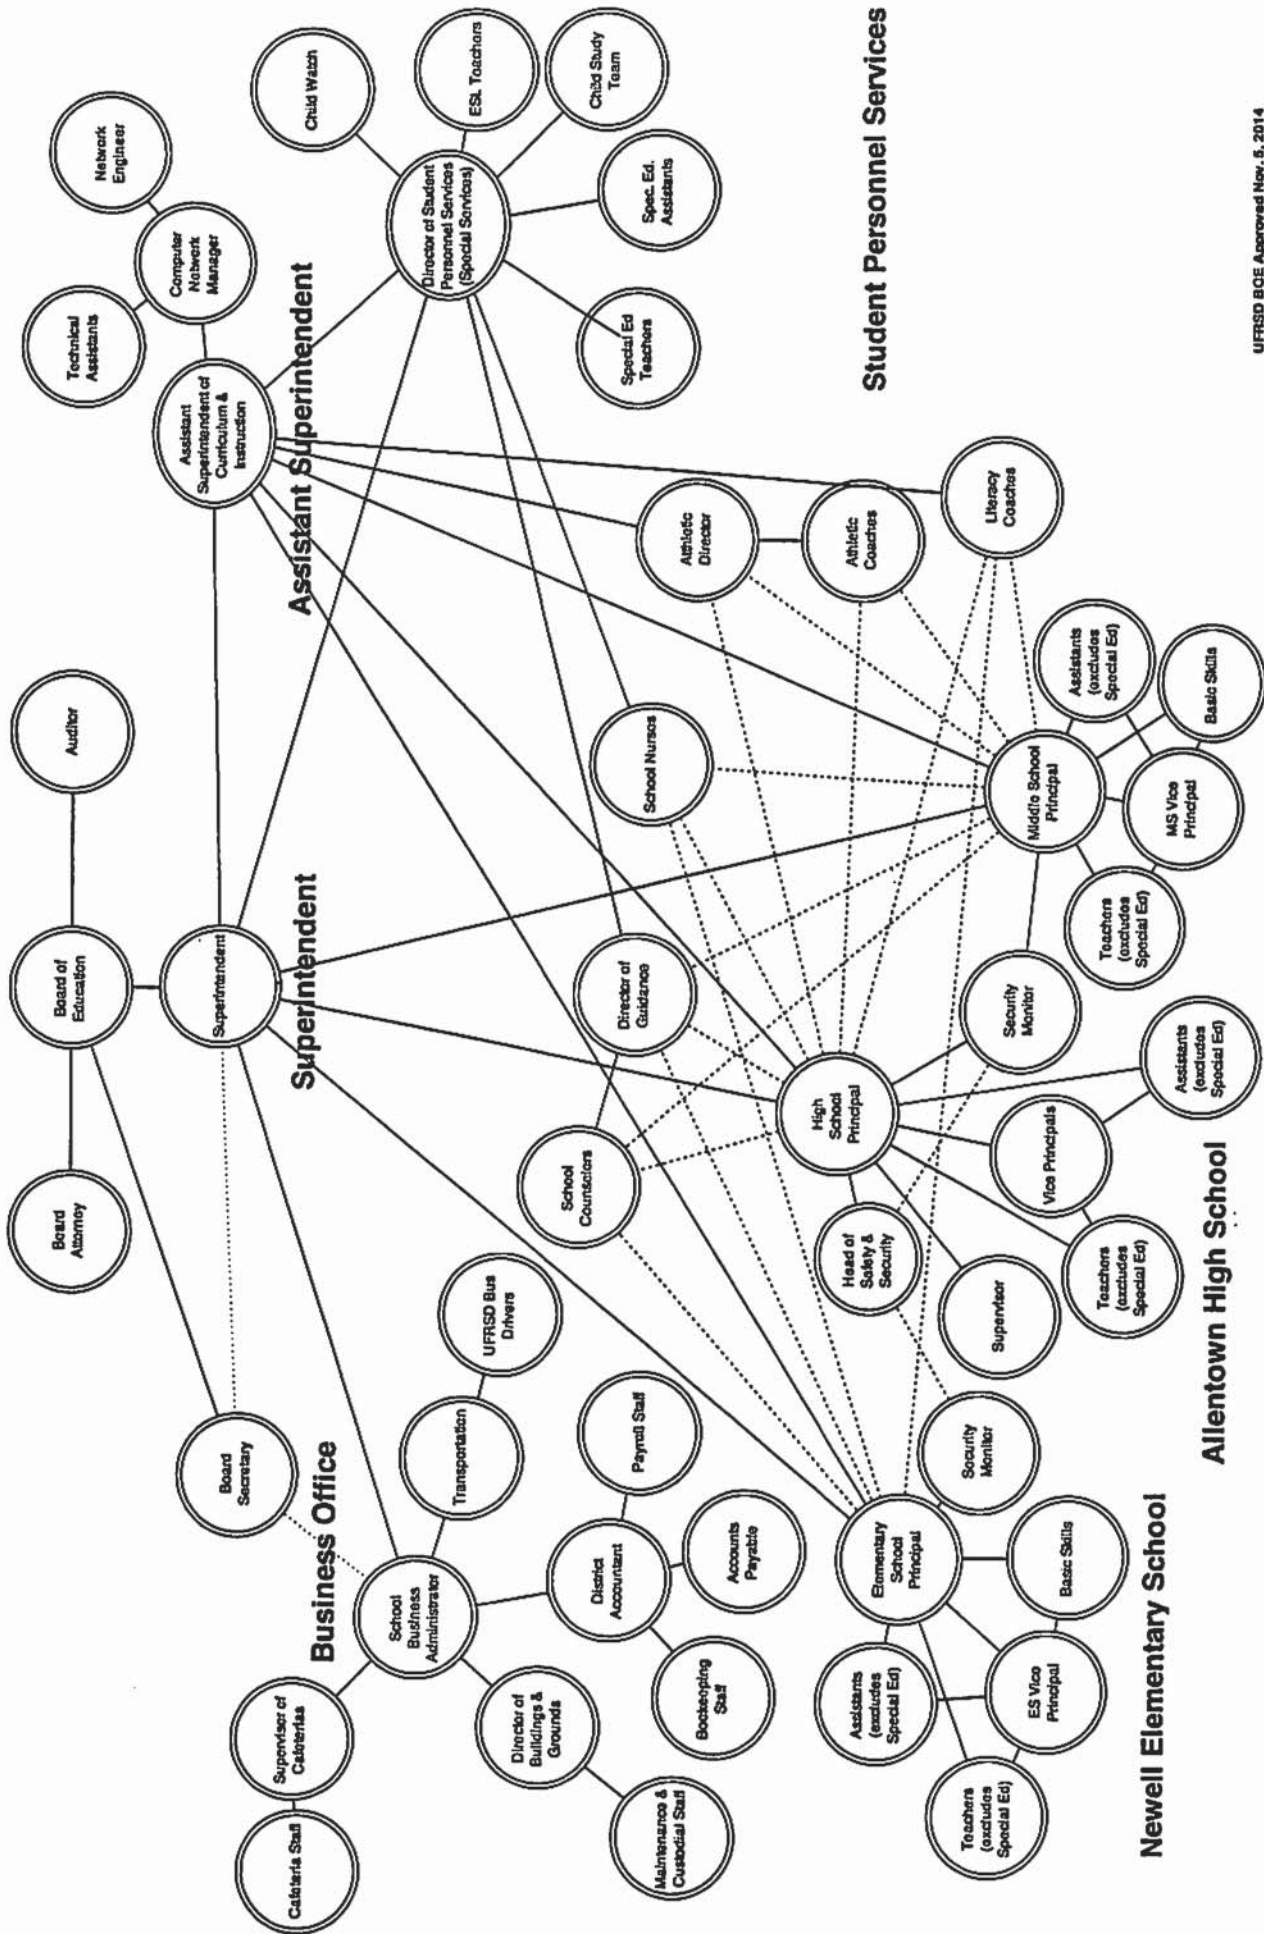 Board
Attorney
Board of
Education
Auditor
Board
Secretary
Superintendent
Superintendent
Assistant
Superintendent of
Curriculum &
Instruction
Assistant Superintendent
Technical
Assistants
Computer
Network
Manager
Network
Engineer
Child Watch
ESL Teachers
Child Study
Team
Director of Student
Personnel Services
(Special Services)
Spec. Ed.
Assistants
Special Ed
Teachers
Student Personnel Services
Business Office
Cafeteria Staff
Supervisor of
Cafeterias
School
Business
Administrator
Transportation
UFRSD Bus
Drivers
Director of
Buildings &
Grounds
Maintenance &
Custodial Staff
District
Accountant
Payroll Staff
Accounts
Payable
Bookeeping
Staff
School
Counselors
Director of
Guidance
School Nurses
Athletic
Director
Athletic
Coaches
Literacy
Coaches
Elementary
School
Principal
Assistants
(excludes
Special Ed)
Teachers
(excludes
Special Ed)
ES Vice
Principal
Basic Skills
Security
Monitor
Newell Elementary School
High
School
Principal
Head of
Safety &
Security
Supervisor
Teachers
(excludes
Special Ed)
Vice Principals
Assistants
(excludes
Special Ed)
Security
Monitor
Allentown High School
Middle School
Principal
Teachers
(excludes
Special Ed)
MS Vice
Principal
Basic Skills
Assistants
(excludes
Special Ed)
UFRSD BOE Approved Nov. 5, 2014